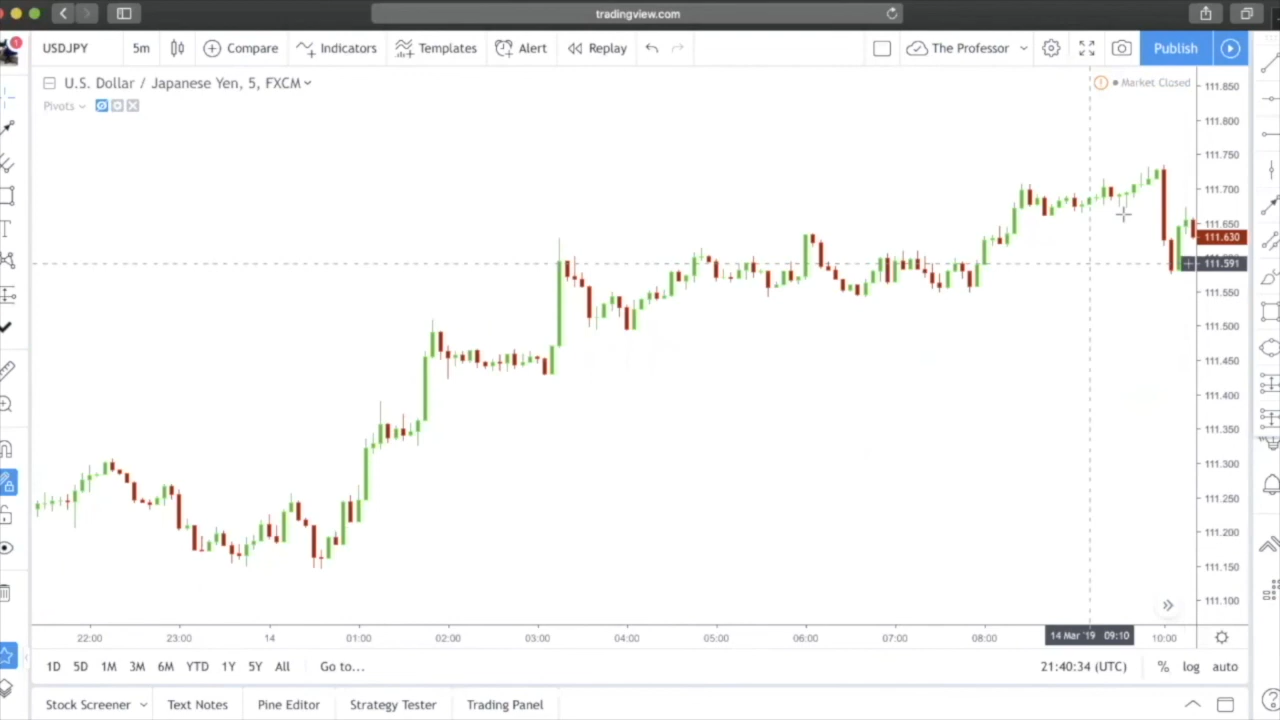 tradingview.com
1
USDJPY 5m Compare Indicators Templates Alert Replay The Professor Publish
U.S. Dollar / Japanese Yen, 5, FXCM
Market Closed
Pivots
111.850
111.800
111.750
111.700
111.650
111.630
111.591
111.550
111.500
111.450
111.400
111.350
111.300
111.250
111.200
111.150
111.100
22:00 23:00 14 01:00 02:00 03:00 04:00 05:00 06:00 07:00 08:00 14 Mar '19 09:10 10:00
1D 5D 1M 3M 6M YTD 1Y 5Y All Go to... 21:40:34 (UTC) % log auto
Stock Screener Text Notes Pine Editor Strategy Tester Trading Panel